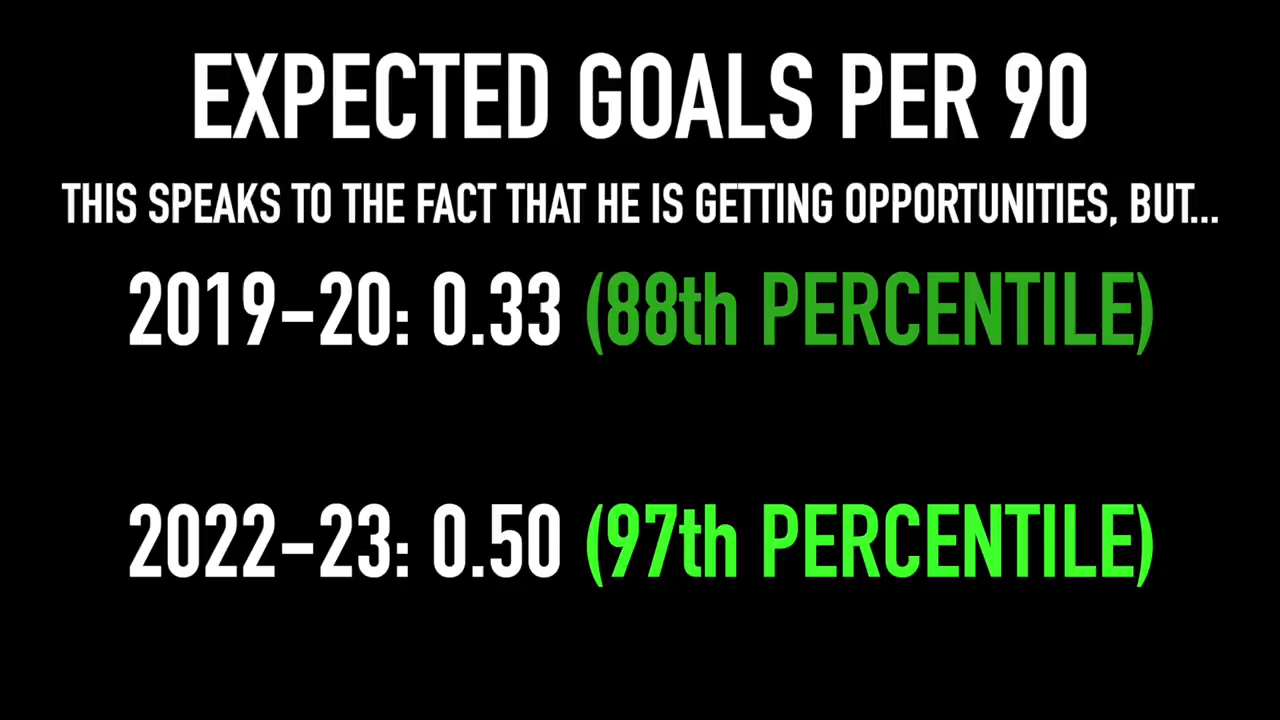 EXPECTED GOALS PER 90
THIS SPEAKS TO THE FACT THAT HE IS GETTING OPPORTUNITIES, BUT...
2019-20: 0.33 (88th PERCENTILE)
2022-23: 0.50 (97th PERCENTILE)